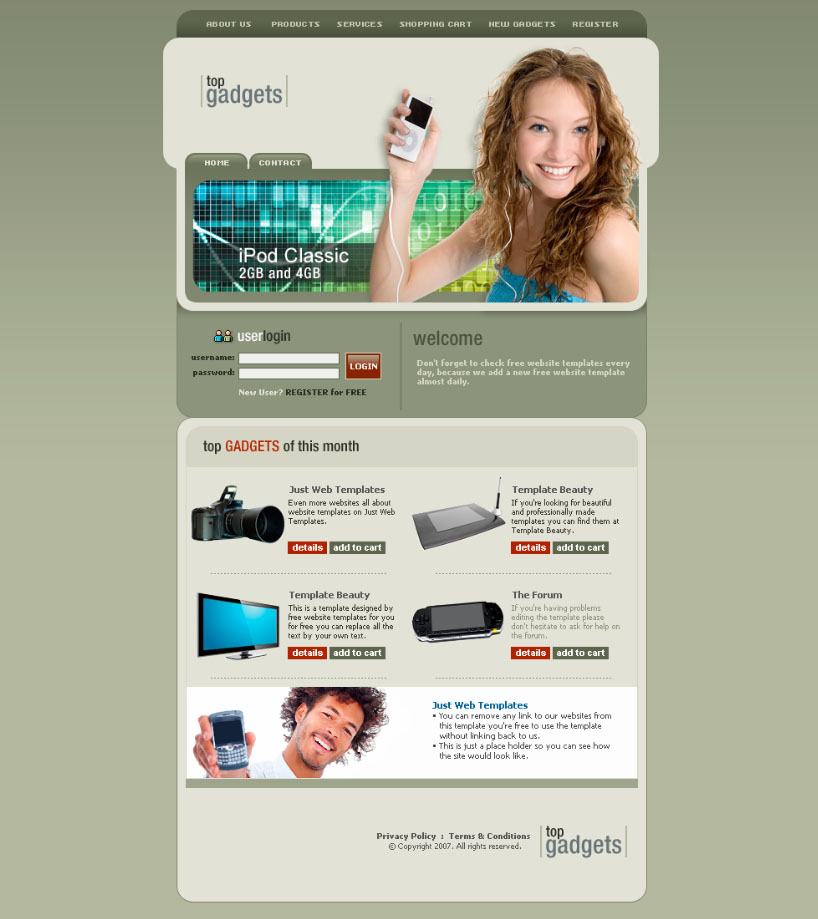 ABOUT US PRODUCTS SERVICES SHOPPING CART NEW GADGETS REGISTER
top
gadgets
HOME CONTACT
iPod Classic
2GB and 4GB
userlogin
username:
password:
LOGIN
New User? REGISTER for FREE
welcome
Don't forget to check free website templates every
day, because we add a new free website template
almost daily.
top GADGETS of this month
Just Web Templates
Even more websites all about
website templates on Just Web
Templates.
details add to cart
Template Beauty
If you're looking for beautiful
and professionally made
templates you can find them at
Template Beauty.
details add to cart
Template Beauty
This is a template designed by
free website templates for you
for free you can replace all the
text by your own text.
details add to cart
The Forum
If you're having problems
editing the template please
don't hesitate to ask for help on
the forum.
details add to cart
Just Web Templates
▪ You can remove any link to our websites from
this template you're free to use the template
without linking back to us.
▪ This is just a place holder so you can see how
the site would look like.
Privacy Policy : Terms & Conditions
© Copyright 2007. All rights reserved.
top
gadgets